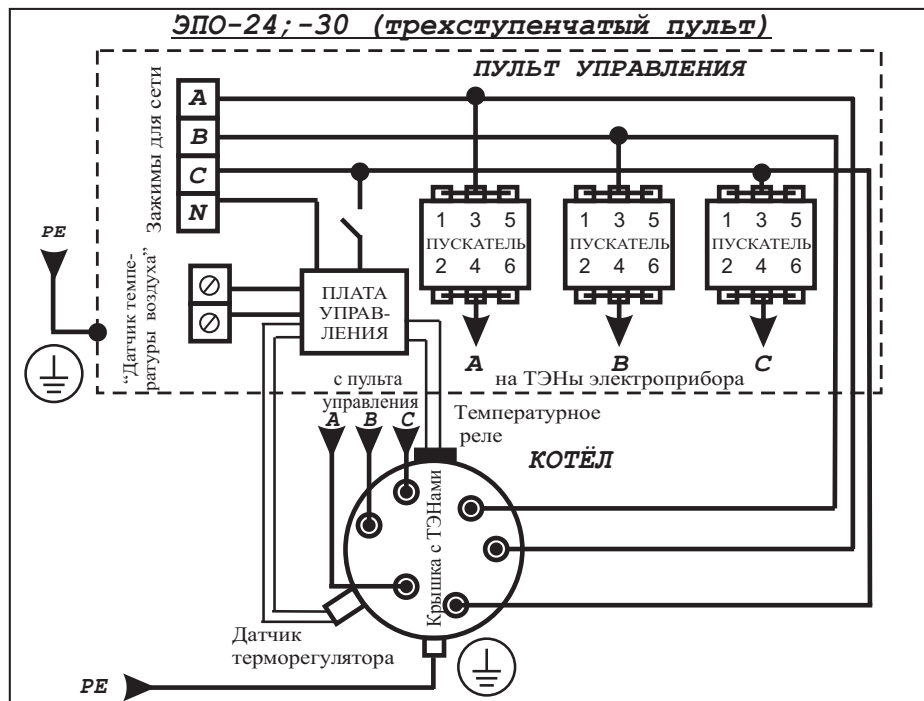 ЭПО-24;-30 (трехступенчатый пульт)
ПУЛЬТ УПРАВЛЕНИЯ
Зажимы для сети
A
B
C
N
PE
“Датчик темпе-
ратуры воздуха”
ПЛАТА
УПРАВ-
ЛЕНИЯ
1 3 5
ПУСКАТЕЛЬ
2 4 6
1 3 5
ПУСКАТЕЛЬ
2 4 6
1 3 5
ПУСКАТЕЛЬ
2 4 6
A
B
C
на ТЭНы электроприбора
с пульта
управления
A B C
Температурное
реле
КОТЁЛ
Крышка с ТЭНами
Датчик
терморегулятора
PE